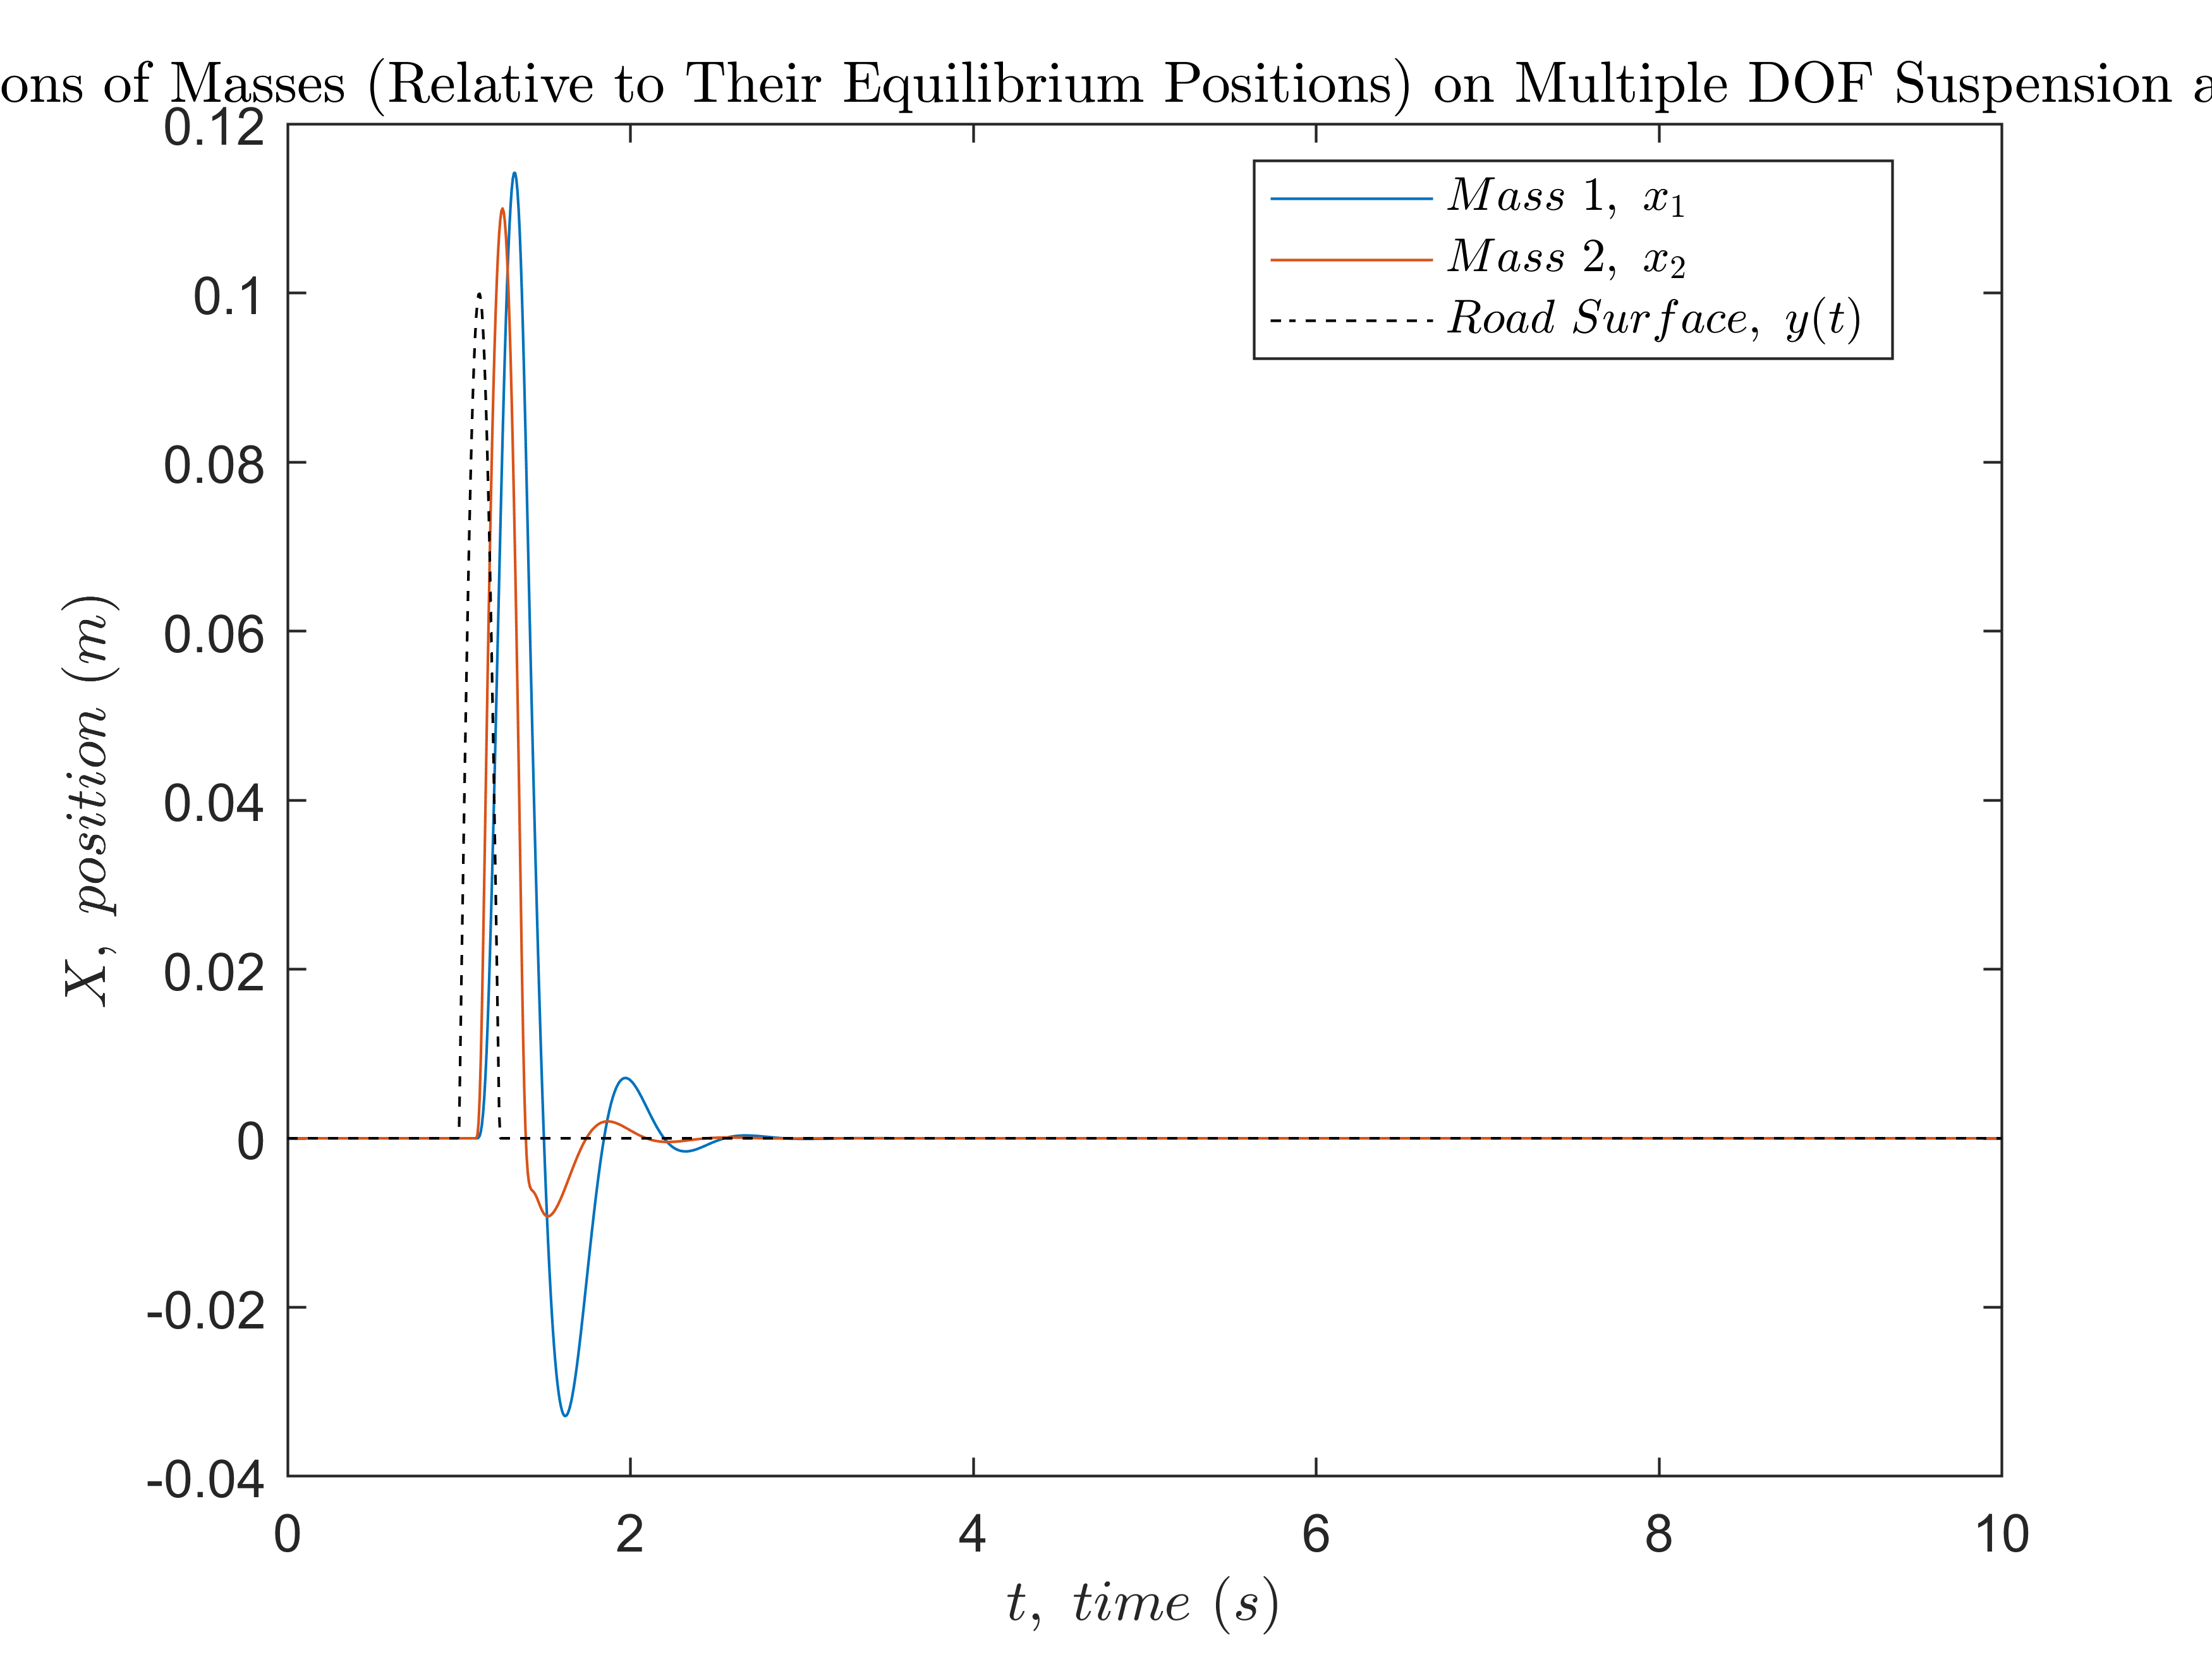 ons of Masses (Relative to Their Equilibrium Positions) on Multiple DOF Suspension a
0.12
0.1
0.08
0.06
0.04
0.02
0
-0.02
-0.04
X, position (m)
Mass 1, x₁
Mass 2, x₂
Road Surface, y(t)
0 2 4 6 8 10
t, time (s)